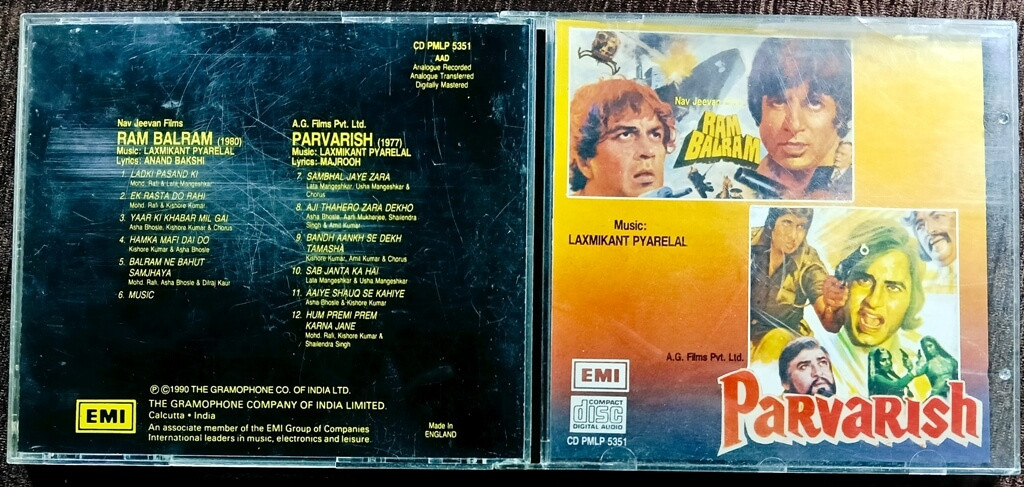 CD PMLP 5351
AAD
Analogue Recorded
Analogue Transferred
Digitally Mastered
Nav Jeevan Films
RAM BALRAM (1980)
Music: LAXMIKANT PYARELAL
Lyrics: ANAND BAKSHI
1. LADKI PASAND KI
Mohd. Rafi & Lata Mangeshkar
2. EK RASTA DO RAHI
Mohd. Rafi & Kishore Kumar
3. YAAR KI KHABAR MIL GAI
Asha Bhosle, Kishore Kumar & Chorus
4. HAMKA MAFI DAI DO
Kishore Kumar & Asha Bhosle
5. BALRAM NE BAHUT
SAMJHAYA
Mohd. Rafi, Asha Bhosle & Dilraj Kaur
6. MUSIC
A.G. Films Pvt. Ltd.
PARVARISH (1977)
Music: LAXMIKANT PYARELAL
Lyrics: MAJROOH
7. SAMBHAL JAYE ZARA
Lata Mangeshkar, Usha Mangeshkar &
Chorus
8. AJI THAHERO ZARA DEKHO
Asha Bhosle, Aarti Mukherjee, Shailendra
Singh & Amit Kumar
9. BANDH AANKH SE DEKH
TAMASHA
Kishore Kumar, Amit Kumar & Chorus
10. SAB JANTA KA HAI
Lata Mangeshkar & Usha Mangeshkar
11. AAIYE SHAUQ SE KAHIYE
Asha Bhosle & Kishore Kumar
12. HUM PREMI PREM
KARNA JANE
Mohd. Rafi, Kishore Kumar &
Shailendra Singh
℗ ©1990 THE GRAMOPHONE CO. OF INDIA LTD.
EMI
THE GRAMOPHONE COMPANY OF INDIA LIMITED.
Calcutta • India
An associate member of the EMI Group of Companies
International leaders in music, electronics and leisure.
Made in
ENGLAND
Nav Jeevan
RAM
BALRAM
Music:
LAXMIKANT PYARELAL
A.G. Films Pvt. Ltd.
PARVARISH
EMI
COMPACT
disc
DIGITAL AUDIO
CD PMLP 5351